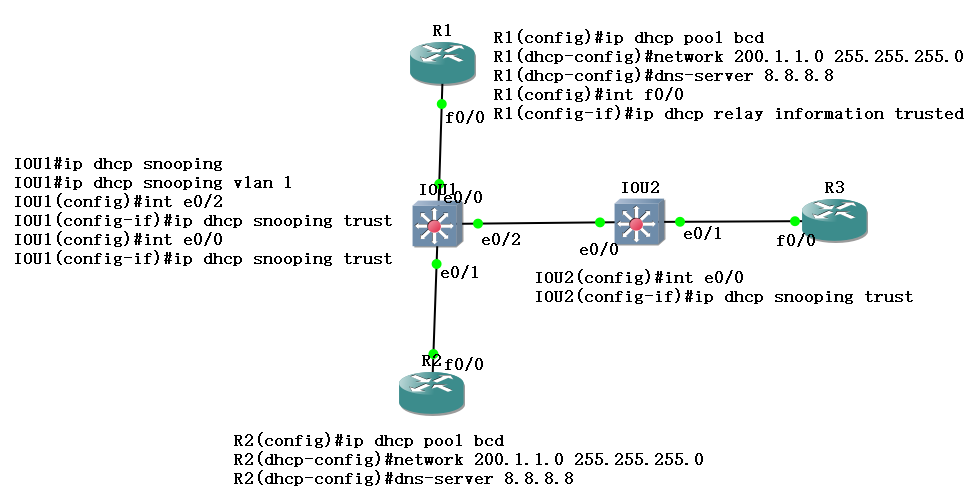 R1
R1(config)#ip dhcp pool bcd
R1(dhcp-config)#network 200.1.1.0 255.255.255.0
R1(dhcp-config)#dns-server 8.8.8.8
R1(config)#int f0/0
R1(config-if)#ip dhcp relay information trusted
f0/0
IOU1#ip dhcp snooping
IOU1#ip dhcp snooping vlan 1
IOU1(config)#int e0/2
IOU1(config-if)#ip dhcp snooping trust
IOU1(config)#int e0/0
IOU1(config-if)#ip dhcp snooping trust
IOU1
e0/0
e0/2
e0/1
IOU2
e0/0
e0/1
R3
f0/0
IOU2(config)#int e0/0
IOU2(config-if)#ip dhcp snooping trust
R2
f0/0
R2(config)#ip dhcp pool bcd
R2(dhcp-config)#network 200.1.1.0 255.255.255.0
R2(dhcp-config)#dns-server 8.8.8.8